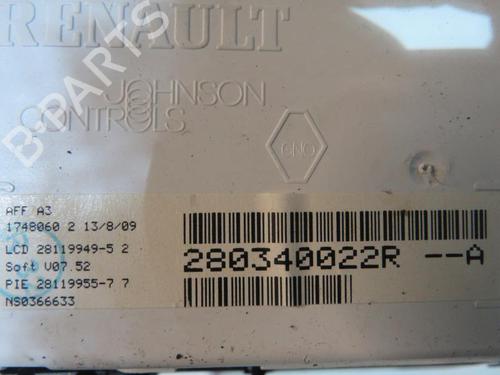 RENAULT
JOHNSON
CONTROLS
GNO
B-PARTS
AFF A3
1748060 2 13/8/09
LCD 28119949-5 2
Soft V07.52
PIE 28119955-7 7
NS0366633
280340022R --A